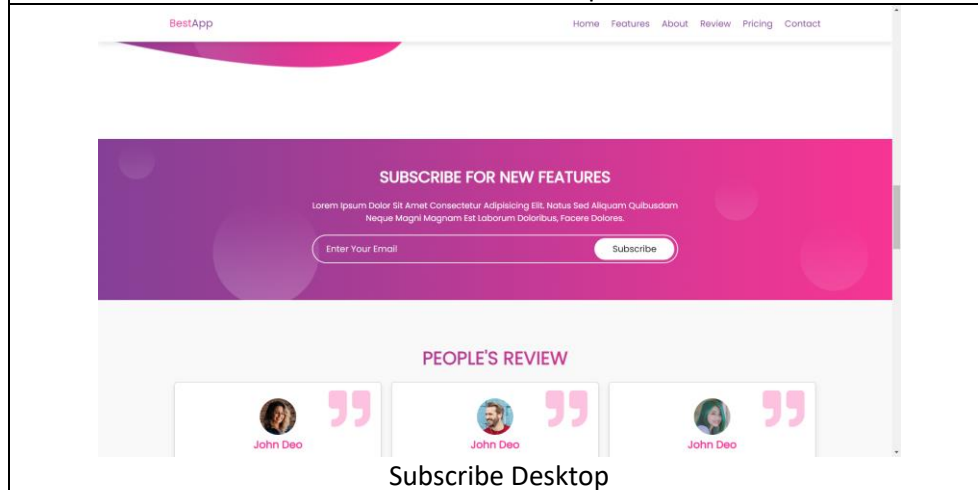 BestApp Home Features About Review Pricing Contact
SUBSCRIBE FOR NEW FEATURES
Lorem Ipsum Dolor Sit Amet Consectetur Adipisicing Elit. Natus Sed Aliquam Quibusdam
Neque Magni Magnam Est Laborum Doloribus, Facere Dolores.
Enter Your Email Subscribe
PEOPLE'S REVIEW
John Deo John Deo John Deo
Subscribe Desktop